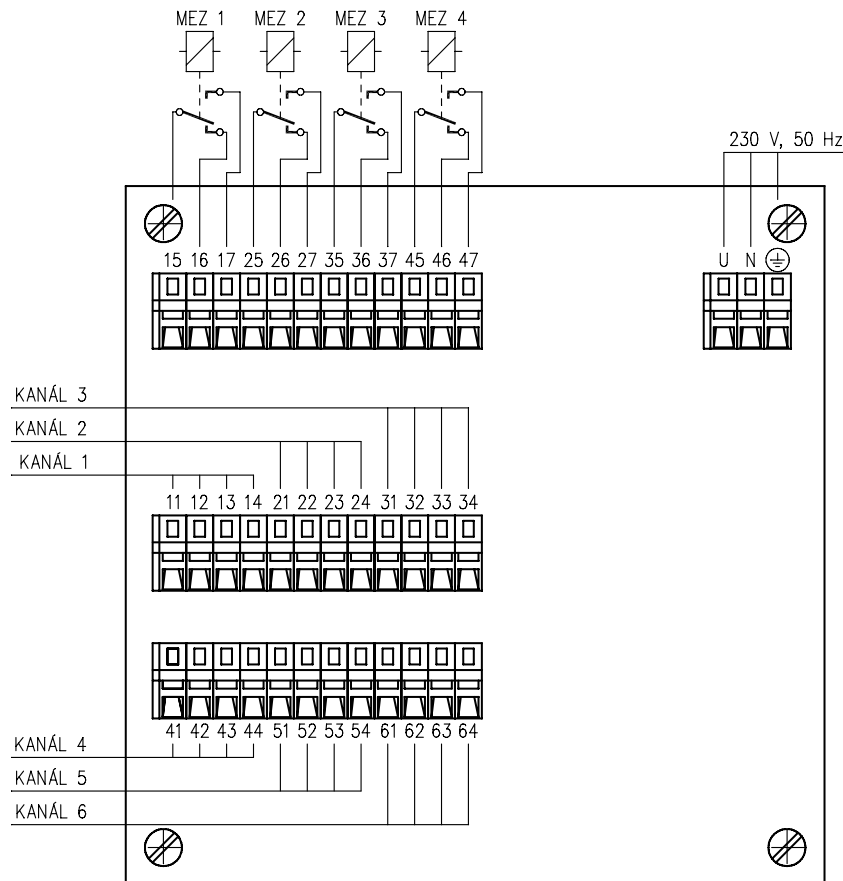 MEZ 1 MEZ 2 MEZ 3 MEZ 4
230 V, 50 Hz
15 16 17 25 26 27 35 36 37 45 46 47 U N
KANÁL 3
KANÁL 2
KANÁL 1
11 12 13 14 21 22 23 24 31 32 33 34
41 42 43 44 51 52 53 54 61 62 63 64
KANÁL 4
KANÁL 5
KANÁL 6